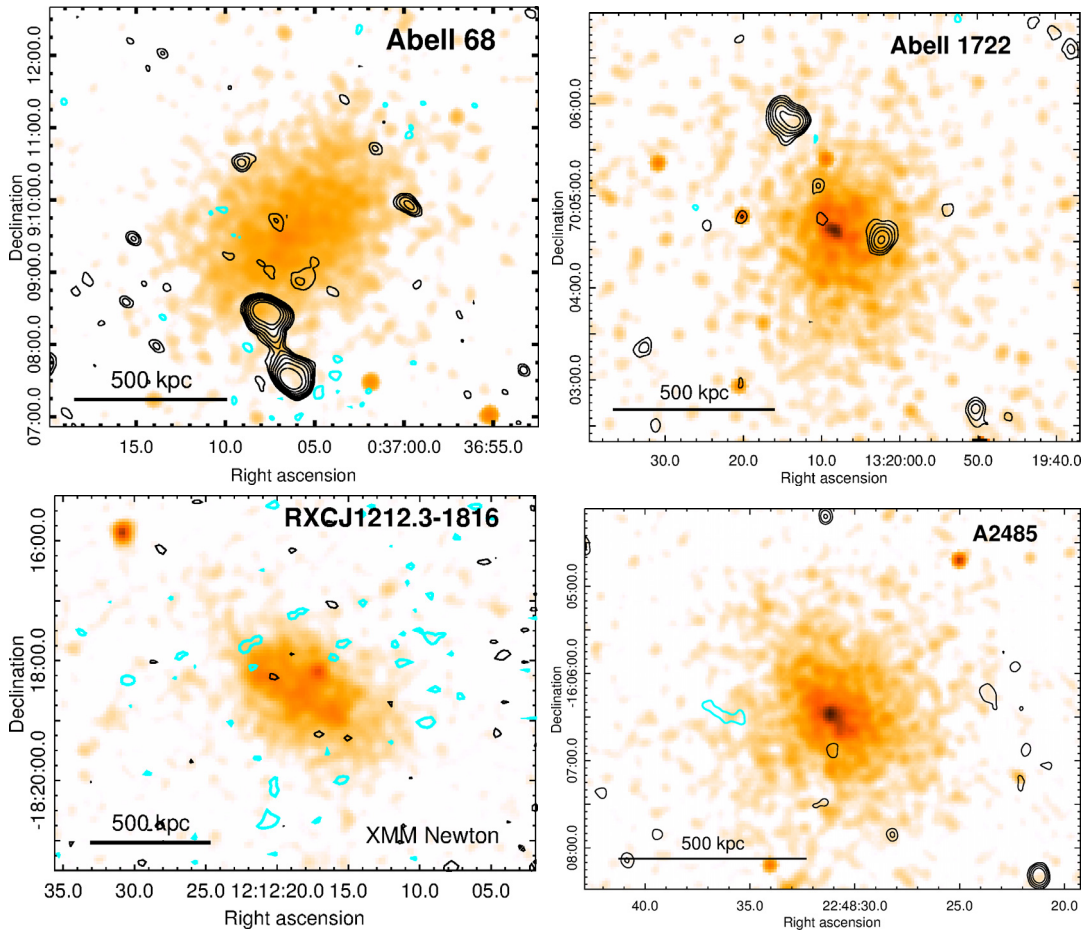 Abell 68
Declination
07:00.0 08:00.0 09:00.0 9:10:00.0 11:00.0 12:00.0
500 kpc
15.0 10.0 05.0 0:37:00.0 36:55.0
Right ascension
Abell 1722
Declination
03:00.0 04:00.0 7:05:00.0 06:00.0
500 kpc
30.0 20.0 10.0 13:20:00.0 50.0 19:40.0
Right ascension
RXCJ1212.3-1816
Declination
-18:20:00.0 18:00.0 16:00.0
500 kpc
XMM Newton
35.0 30.0 25.0 12:12:20.0 15.0 10.0 05.0
Right ascension
A2485
Declination
08:00.0 07:00.0 -16:06:00.0 05:00.0
500 kpc
40.0 35.0 22:48:30.0 25.0 20.0
Right ascension